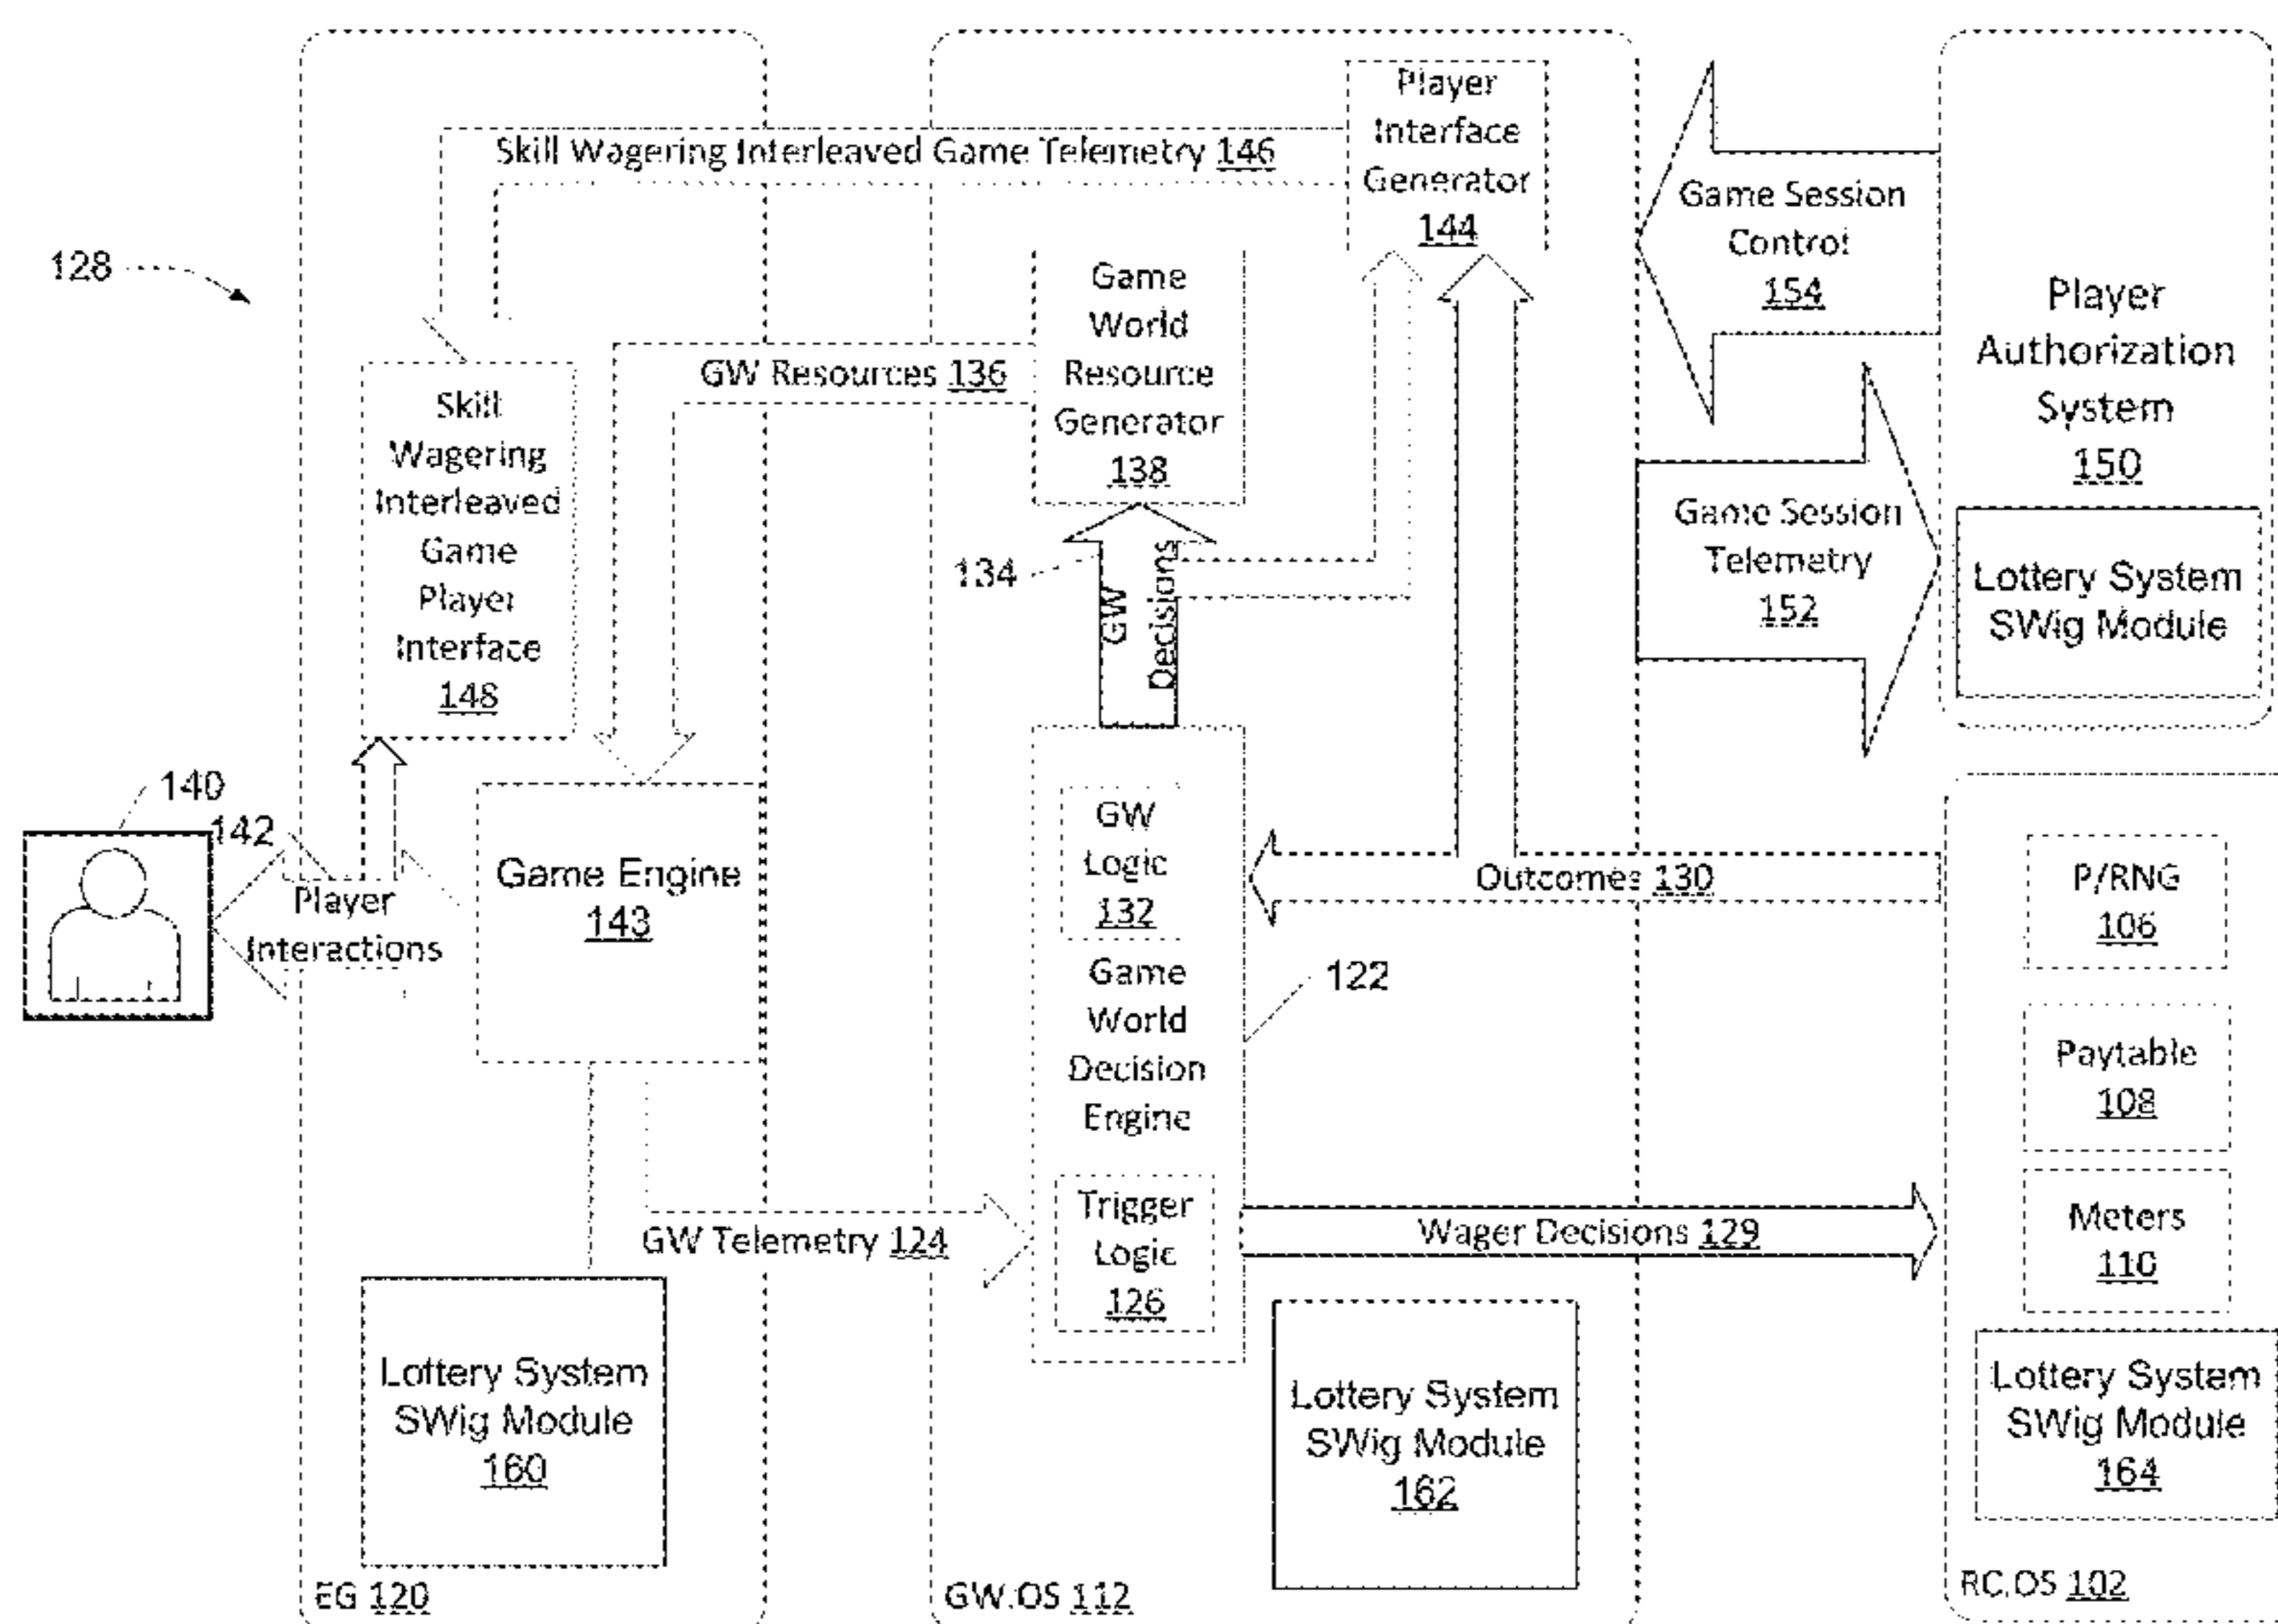 Player
Interface
Generator
144
Skill Wagering Interleaved Game Telemetry 146
Game Session
Control
154
128
Game
World
Resource
Generator
138
GW Resources 136
Player
Authorization
System
150
Skill
Wagering
Interleaved
Game
Player
Interface
148
Game Session
Telemetry
152
Lottery System
SWig Module
134
GW
Decisions
140
142
Player
Interactions
Game Engine
143
GW
Logic
132
Outcomes 130
P/RNG
106
Game
World
Decision
Engine
122
Paytable
108
Trigger
Logic
126
GW Telemetry 124
Wager Decisions 129
Meters
110
Lottery System
SWig Module
160
Lottery System
SWig Module
162
Lottery System
SWig Module
164
EG 120
GW.OS 112
RC.OS 102